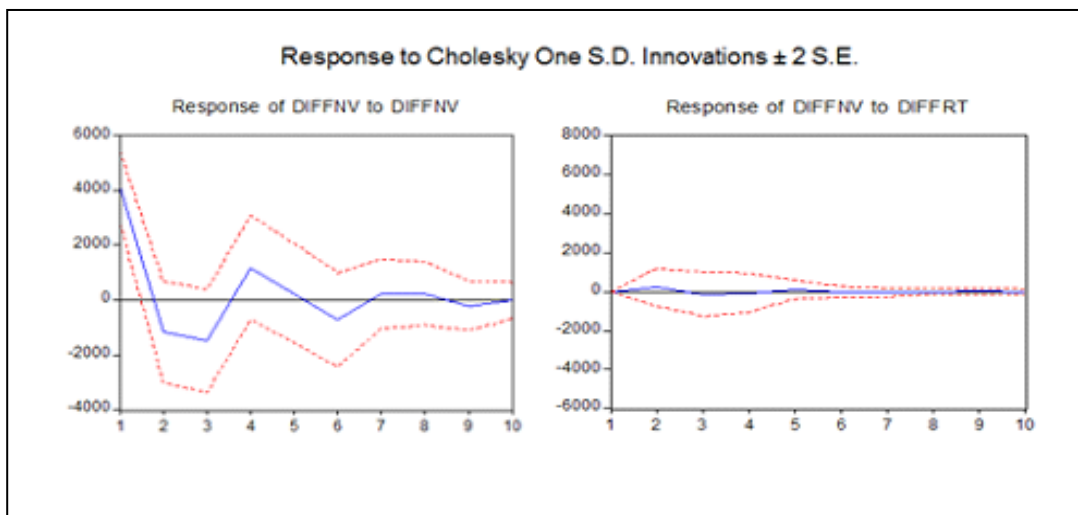 Response to Cholesky One S.D. Innovations ± 2 S.E.
Response of DIFFNV to DIFFNV
6000
4000
2000
0
-2000
-4000
1 2 3 4 5 6 7 8 9 10
Response of DIFFNV to DIFFRT
8000
6000
4000
2000
0
-2000
-4000
-6000
1 2 3 4 5 6 7 8 9 10